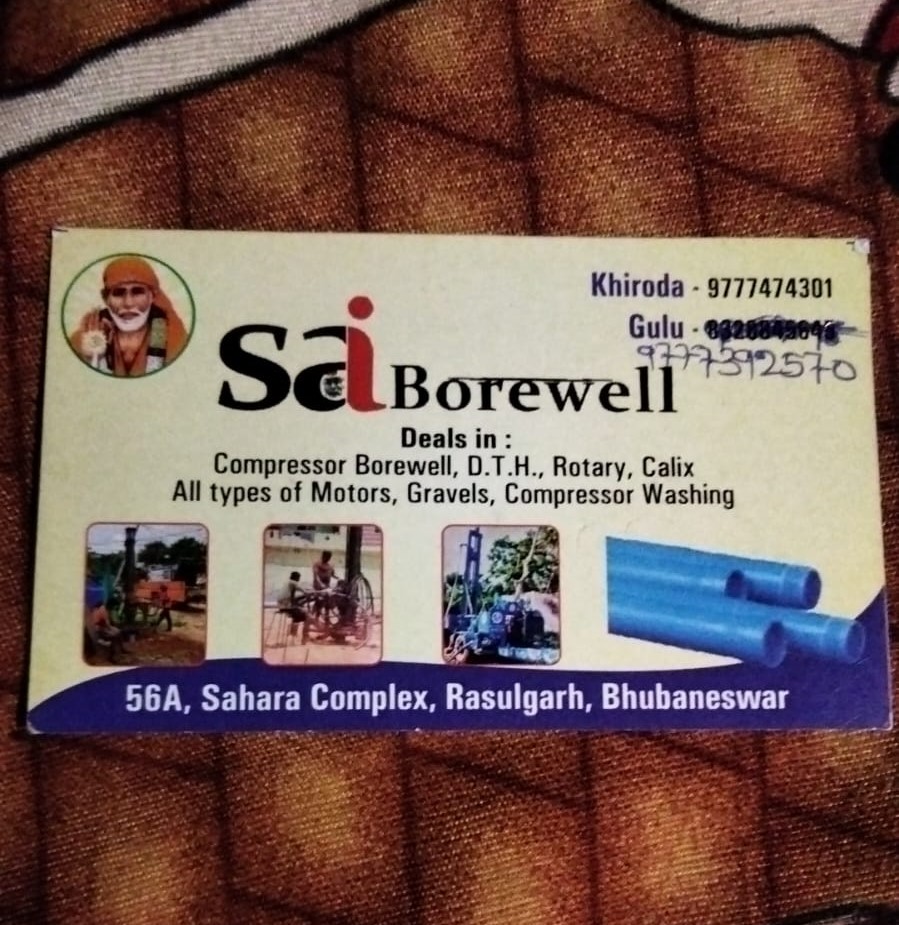 Khiroda - 9777474301
Gulu -
9777392570
Sai Borewell
Deals in :
Compressor Borewell, D.T.H., Rotary, Calix
All types of Motors, Gravels, Compressor Washing
56A, Sahara Complex, Rasulgarh, Bhubaneswar